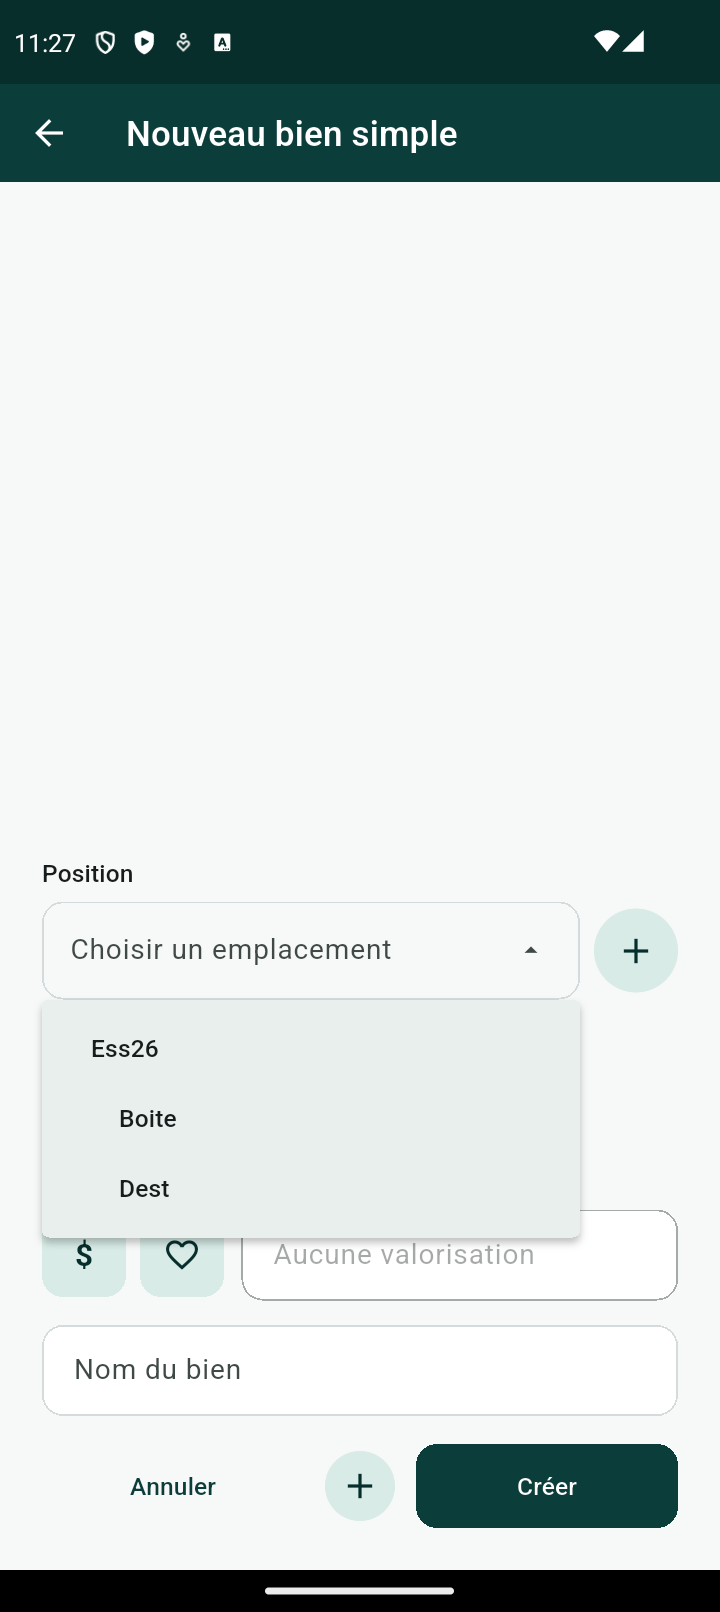 11:27
Nouveau bien simple
Position
Choisir un emplacement
Ess26
Boite
Dest
$
Aucune valorisation
Nom du bien
Annuler
Créer